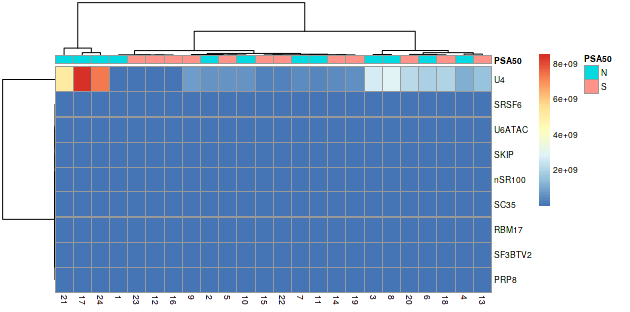 PSA50
U4
SRSF6
U6ATAC
SKIP
nSR100
SC35
RBM17
SF3BTV2
PRP8
21 17 24 1 23 12 16 9 2 5 10 15 22 7 11 14 19 3 8 20 6 18 4 13
8e+09
6e+09
4e+09
2e+09
PSA50
N
S